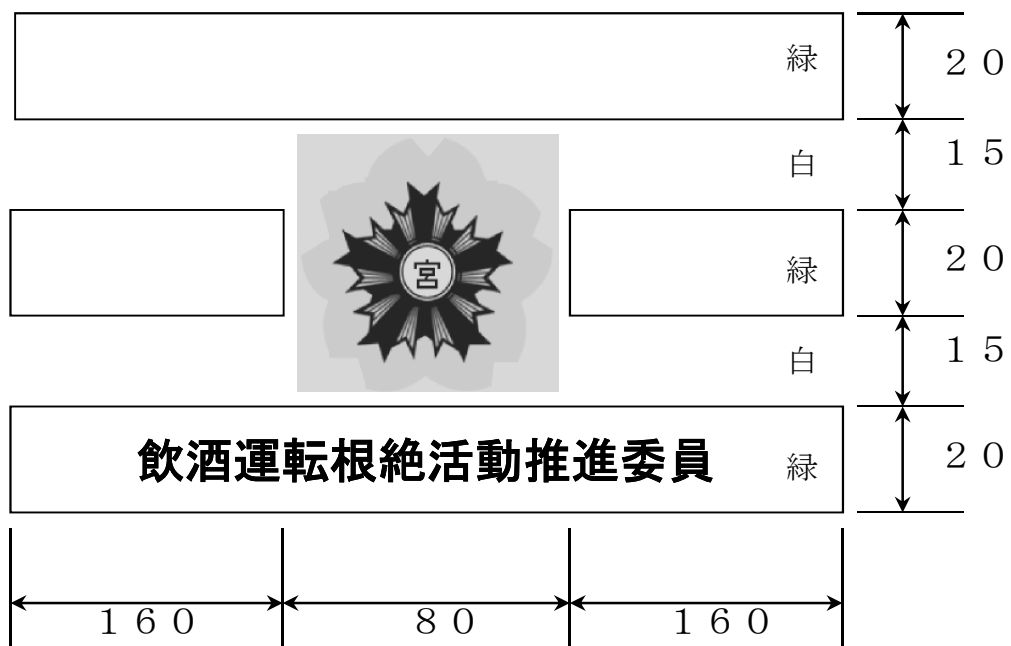 緑 ２０
白 １５
宮
緑 ２０
白 １５
飲酒運転根絶活動推進委員 緑 ２０
１６０ ８０ １６０